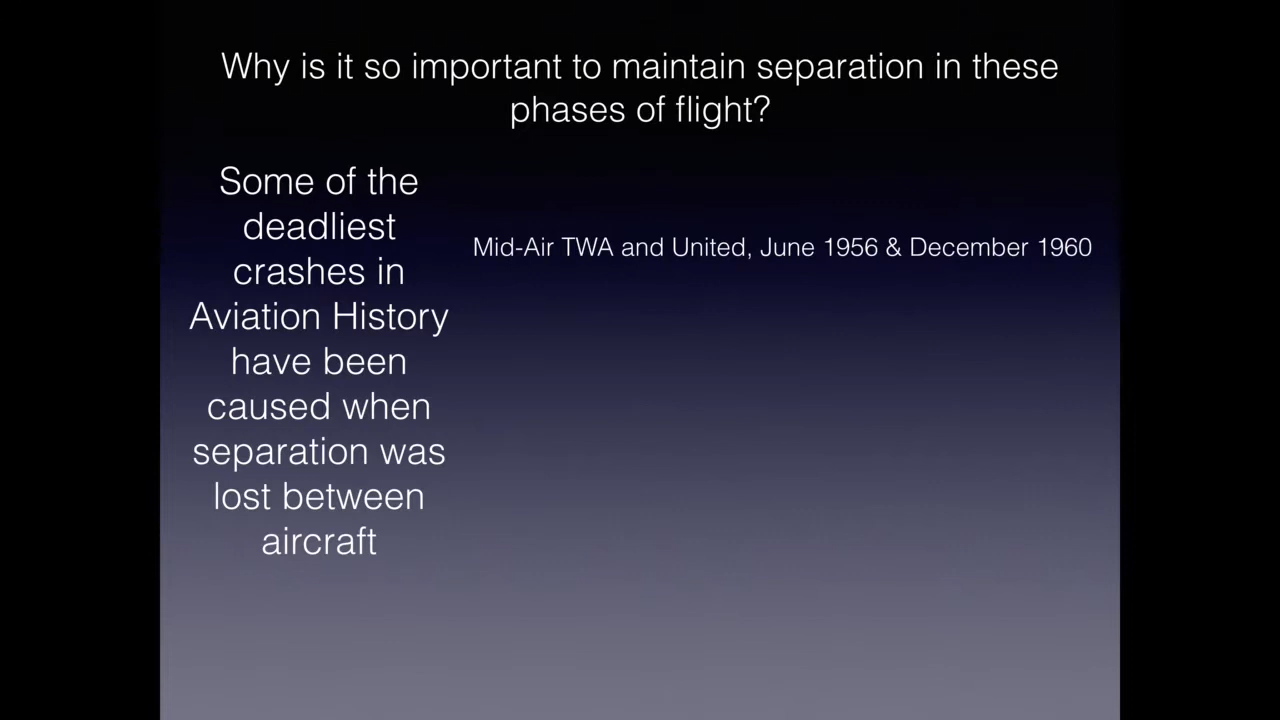 Why is it so important to maintain separation in these
phases of flight?
Some of the
deadliest
crashes in
Aviation History
have been
caused when
separation was
lost between
aircraft
Mid-Air TWA and United, June 1956 & December 1960